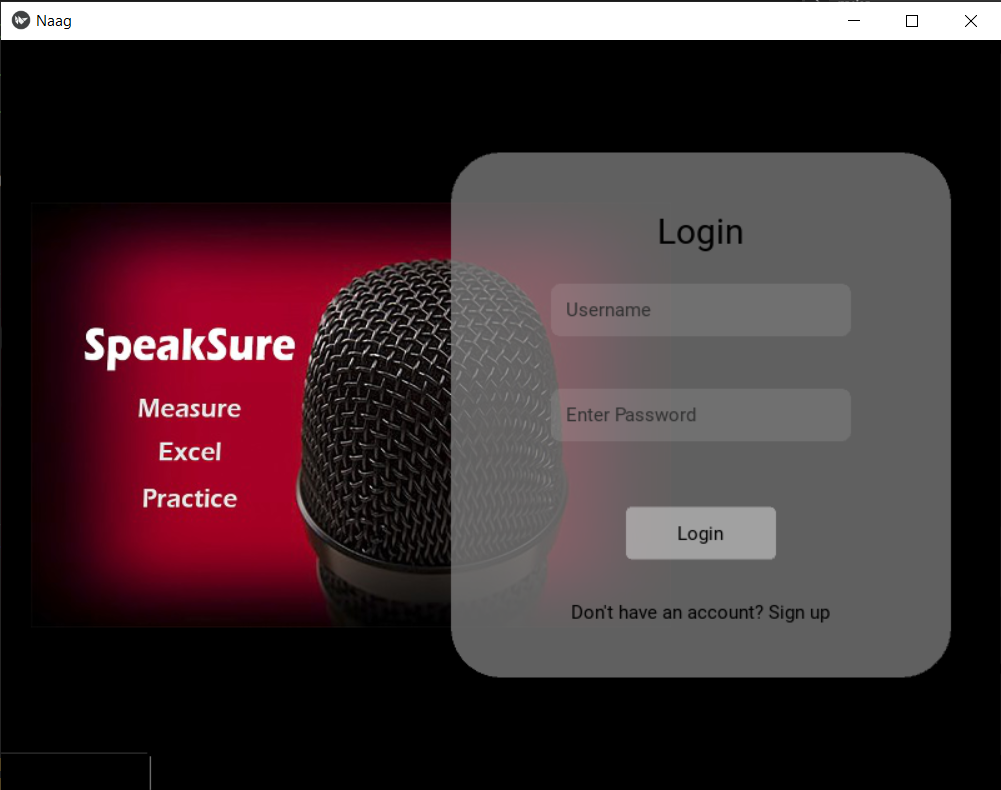 Naag
SpeakSure
Measure
Excel
Practice
Login
Username
Enter Password
Login
Don't have an account? Sign up